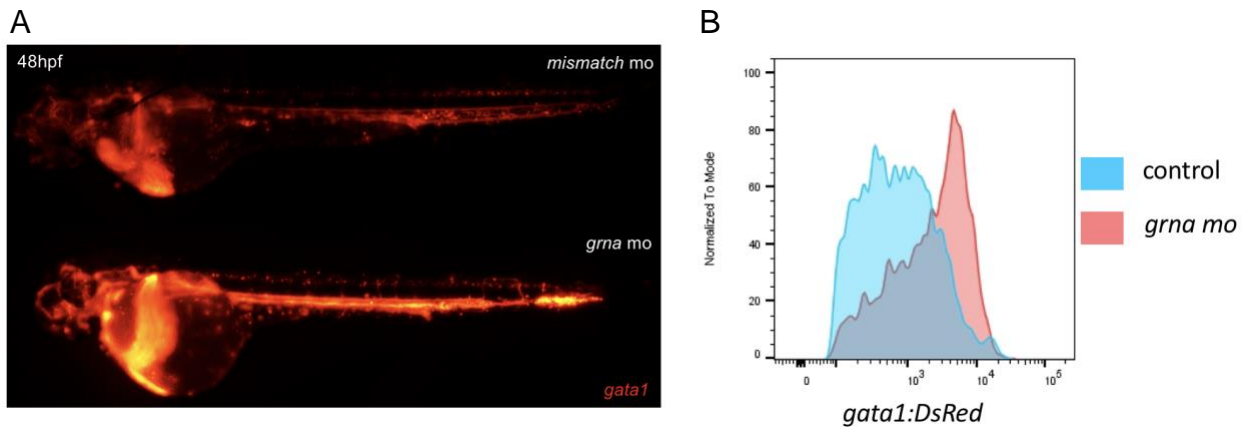 A
48hpf
mismatch mo
grna mo
gata1
B
100
80
60
40
20
0
Normalized To Mode
0 10³ 10⁴ 10⁵
gata1:DsRed
control
grna mo